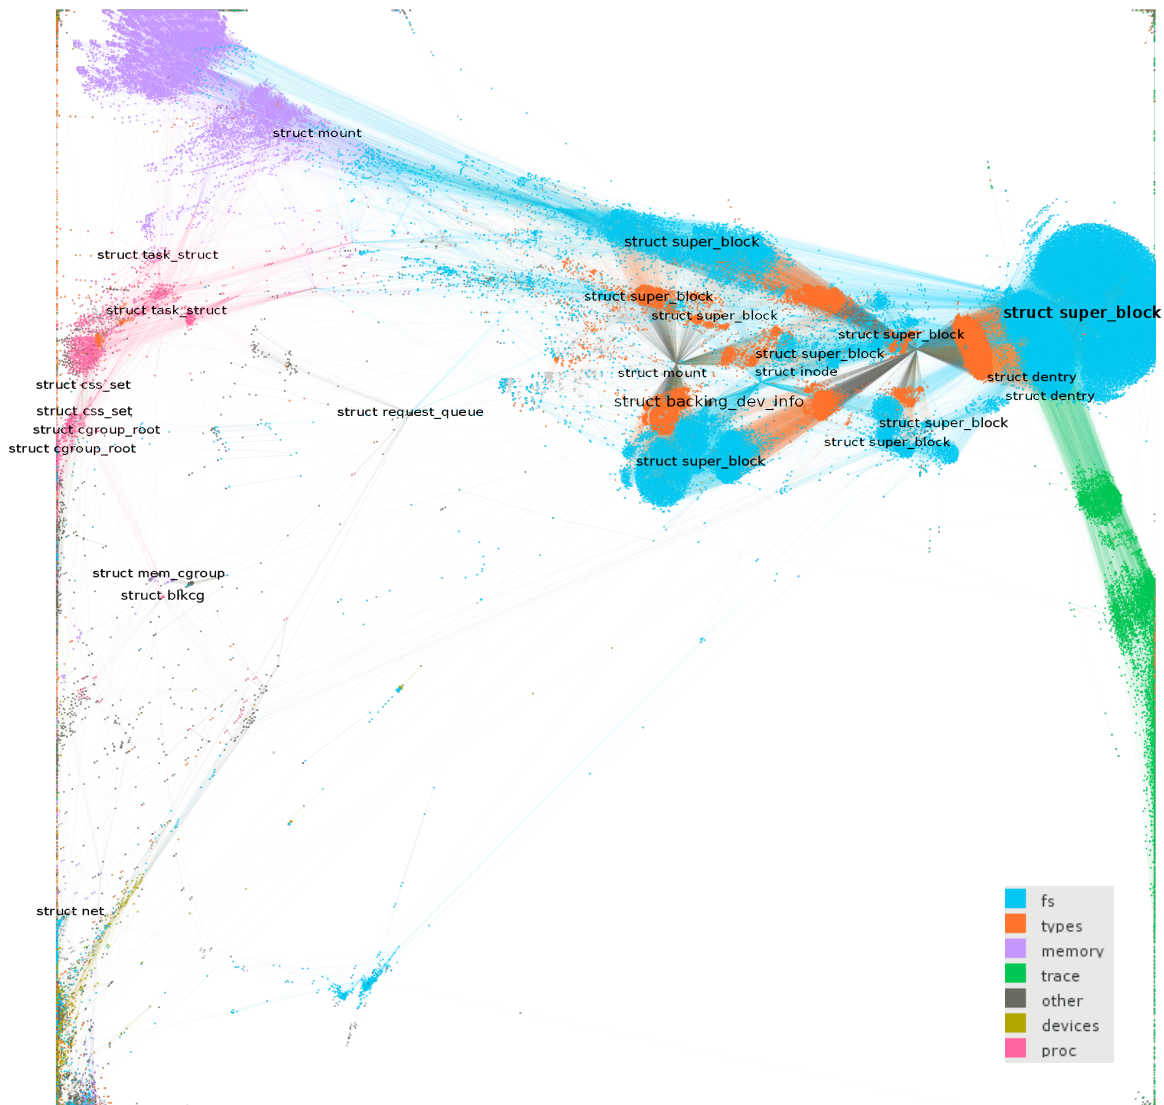 struct mount
struct super_block
struct task_struct
struct super_block
struct task_struct
struct super_block
struct super_block
struct super_block
struct super_block
struct mount
struct inode
struct dentry
struct css_set
struct dentry
struct backing_dev_info
struct css_set
struct request_queue
struct super_block
struct cgroup_root
struct super_block
struct cgroup_root
struct super_block
struct mem_cgroup
struct blkcg
struct net
fs
types
memory
trace
other
devices
proc